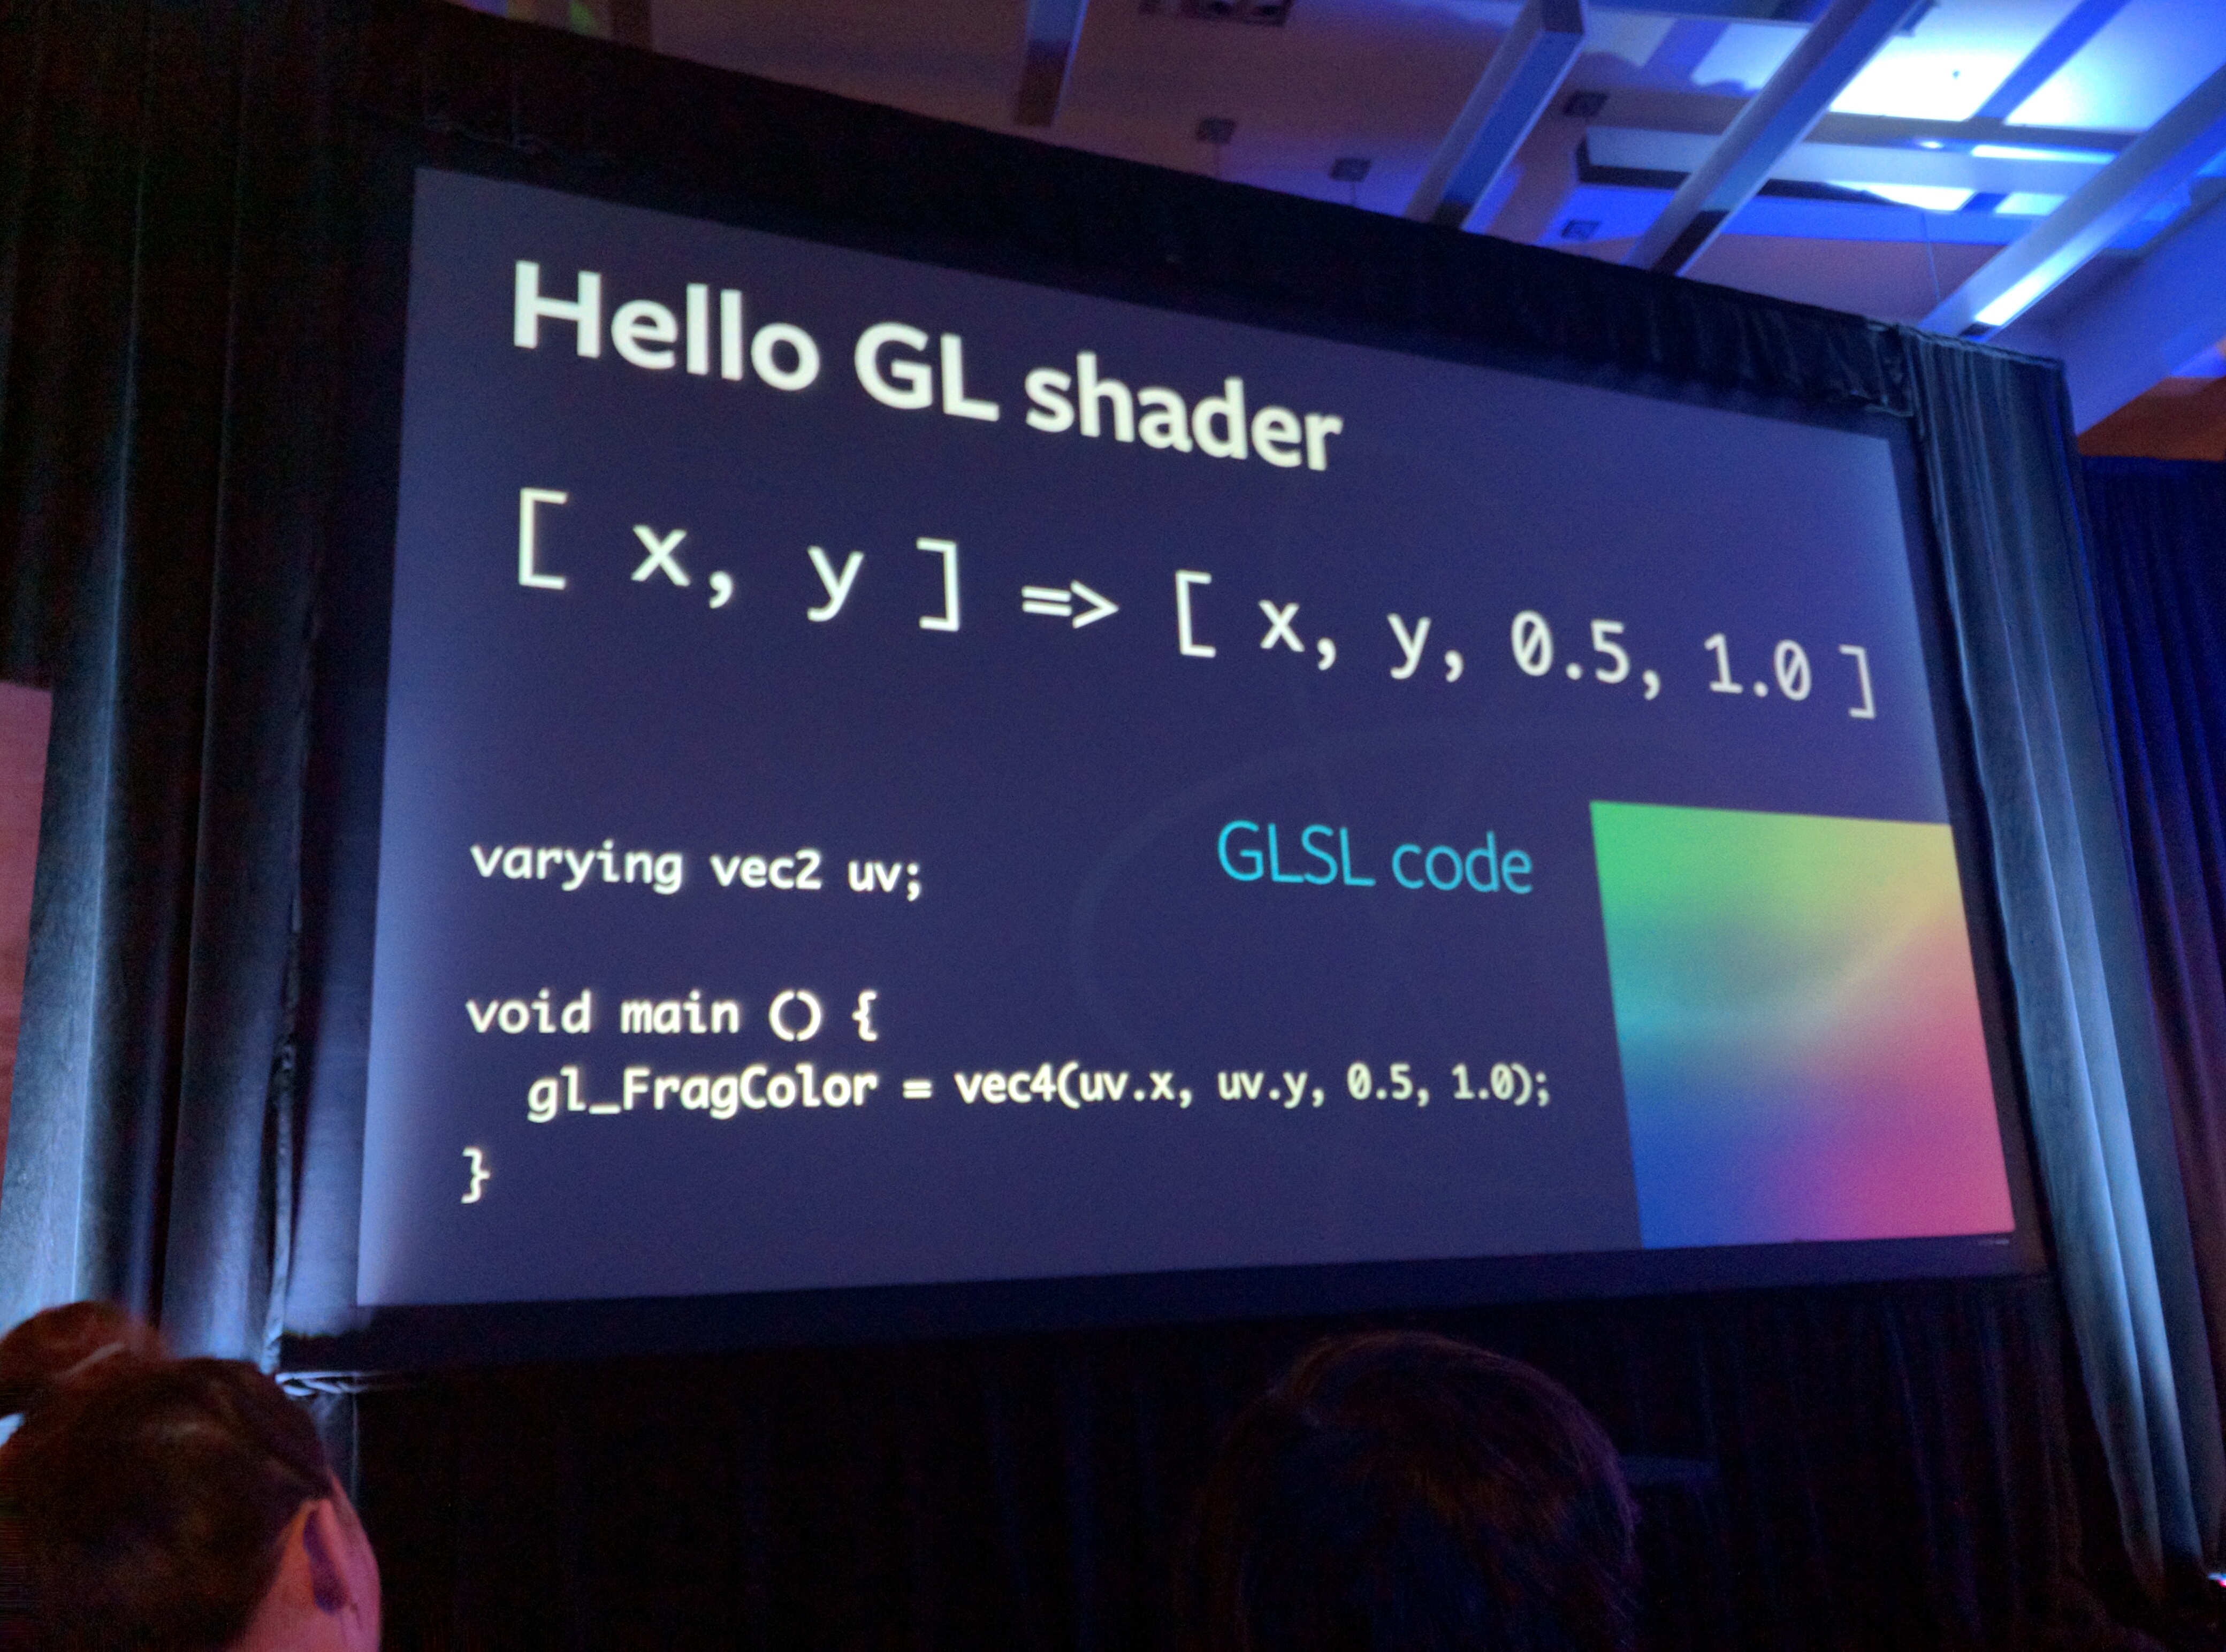 Hello GL shader
[ x, y ] => [ x, y, 0.5, 1.0 ]
varying vec2 uv;
GLSL code
void main () {
gl_FragColor = vec4(uv.x, uv.y, 0.5, 1.0);
}